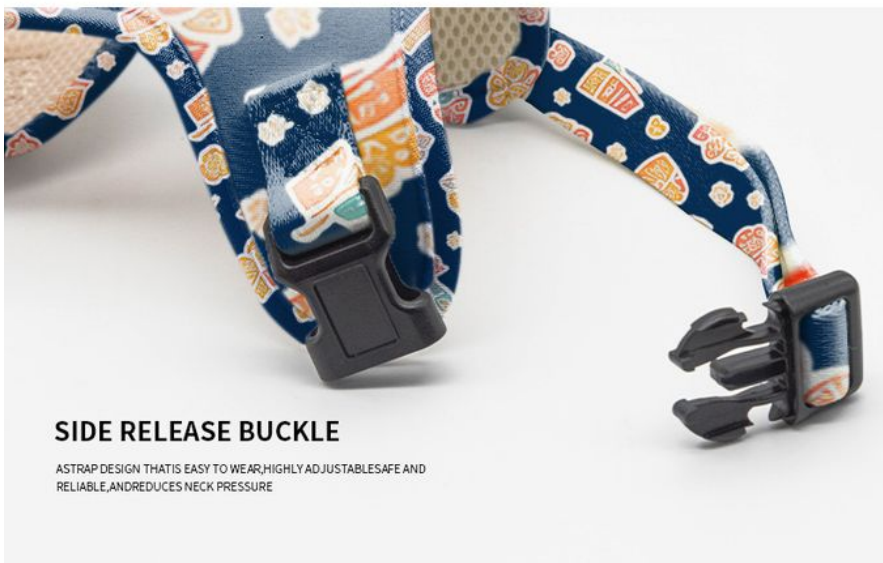 SIDE RELEASE BUCKLE
ASTRAP DESIGN THATIS EASY TO WEAR,HIGHLY ADJUSTABLESAFE AND
RELIABLE,ANDREDUCES NECK PRESSURE